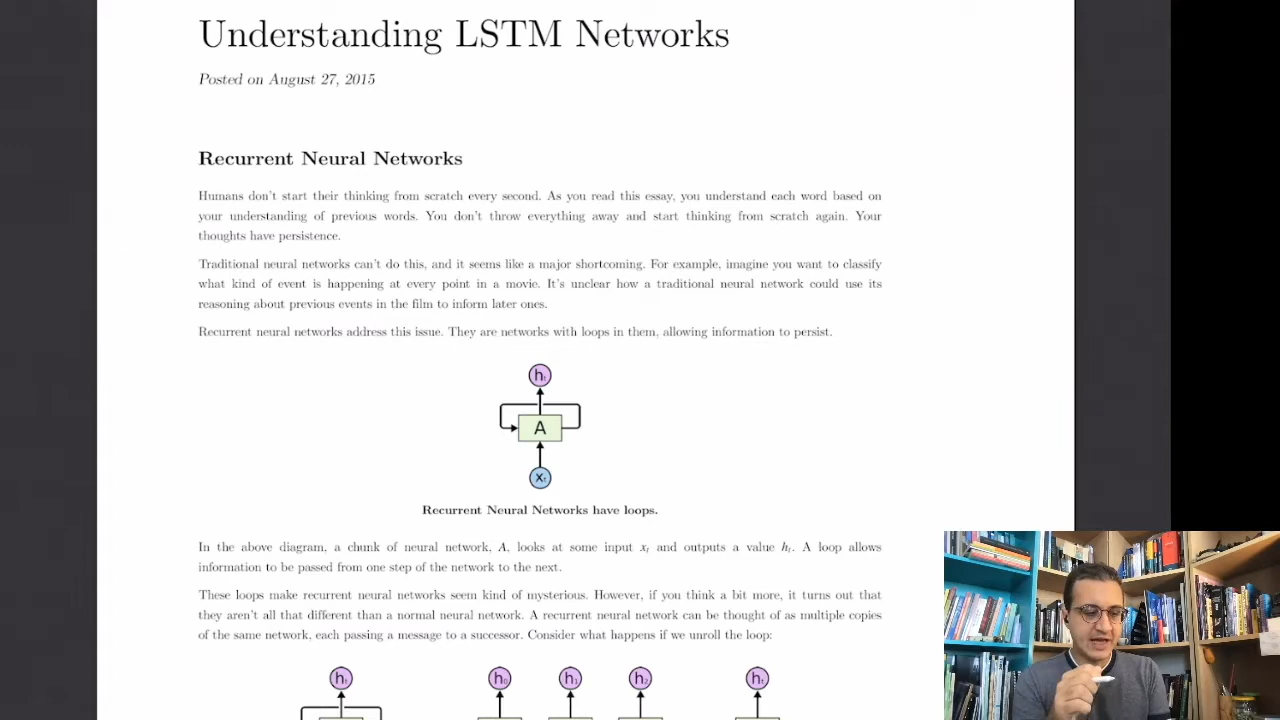 Understanding LSTM Networks
Posted on August 27, 2015
Recurrent Neural Networks
Humans don't start their thinking from scratch every second. As you read this essay, you understand each word based on
your understanding of previous words. You don't throw everything away and start thinking from scratch again. Your
thoughts have persistence.
Traditional neural networks can't do this, and it seems like a major shortcoming. For example, imagine you want to classify
what kind of event is happening at every point in a movie. It's unclear how a traditional neural network could use its
reasoning about previous events in the film to inform later ones.
Recurrent neural networks address this issue. They are networks with loops in them, allowing information to persist.
hₜ
A
xₜ
Recurrent Neural Networks have loops.
In the above diagram, a chunk of neural network, A, looks at some input xₜ and outputs a value hₜ. A loop allows
information to be passed from one step of the network to the next.
These loops make recurrent neural networks seem kind of mysterious. However, if you think a bit more, it turns out that
they aren't all that different than a normal neural network. A recurrent neural network can be thought of as multiple copies
of the same network, each passing a message to a successor. Consider what happens if we unroll the loop:
hₜ h₀ h₁ h₂ hₜ